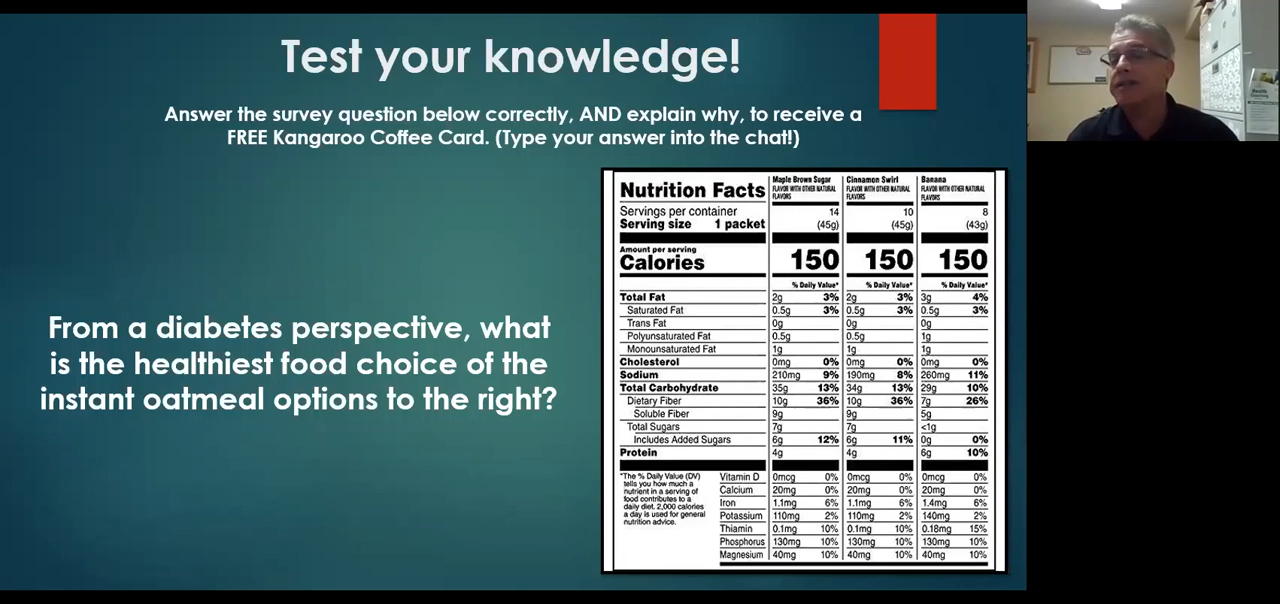 Test your knowledge!
Answer the survey question below correctly, AND explain why, to receive a
FREE Kangaroo Coffee Card. (Type your answer into the chat!)
From a diabetes perspective, what
is the healthiest food choice of the
instant oatmeal options to the right?
Nutrition Facts
Maple Brown Sugar
FLAVOR WITH OTHER NATURAL
FLAVORS
Cinnamon Swirl
FLAVOR WITH OTHER NATURAL
FLAVORS
Banana
FLAVOR WITH OTHER NATURAL
FLAVORS
Servings per container 14 10 8
Serving size 1 packet (45g) (45g) (43g)
Amount per serving
Calories 150 150 150
% Daily Value* % Daily Value* % Daily Value*
Total Fat 2g 3% 2g 3% 3g 4%
Saturated Fat 0.5g 3% 0.5g 3% 0.5g 3%
Trans Fat 0g 0g 0g
Polyunsaturated Fat 0.5g 0.5g 1g
Monounsaturated Fat 1g 1g 1g
Cholesterol 0mg 0% 0mg 0% 0mg 0%
Sodium 210mg 9% 190mg 8% 260mg 11%
Total Carbohydrate 35g 13% 34g 13% 29g 10%
Dietary Fiber 10g 36% 10g 36% 7g 26%
Soluble Fiber 9g 9g 5g
Total Sugars 7g 7g <1g
Includes Added Sugars 6g 12% 6g 11% 0g 0%
Protein 4g 4g 6g 10%
*The % Daily Value (DV)
tells you how much a
nutrient in a serving of
food contributes to a
daily diet. 2,000 calories
a day is used for general
nutrition advice.
Vitamin D 0mcg 0% 0mcg 0% 0mcg 0%
Calcium 20mg 0% 20mg 0% 20mg 0%
Iron 1.1mg 6% 1.1mg 6% 1.4mg 6%
Potassium 110mg 2% 110mg 2% 140mg 2%
Thiamin 0.1mg 10% 0.1mg 10% 0.18mg 15%
Phosphorus 130mg 10% 130mg 10% 130mg 10%
Magnesium 40mg 10% 40mg 10% 40mg 10%